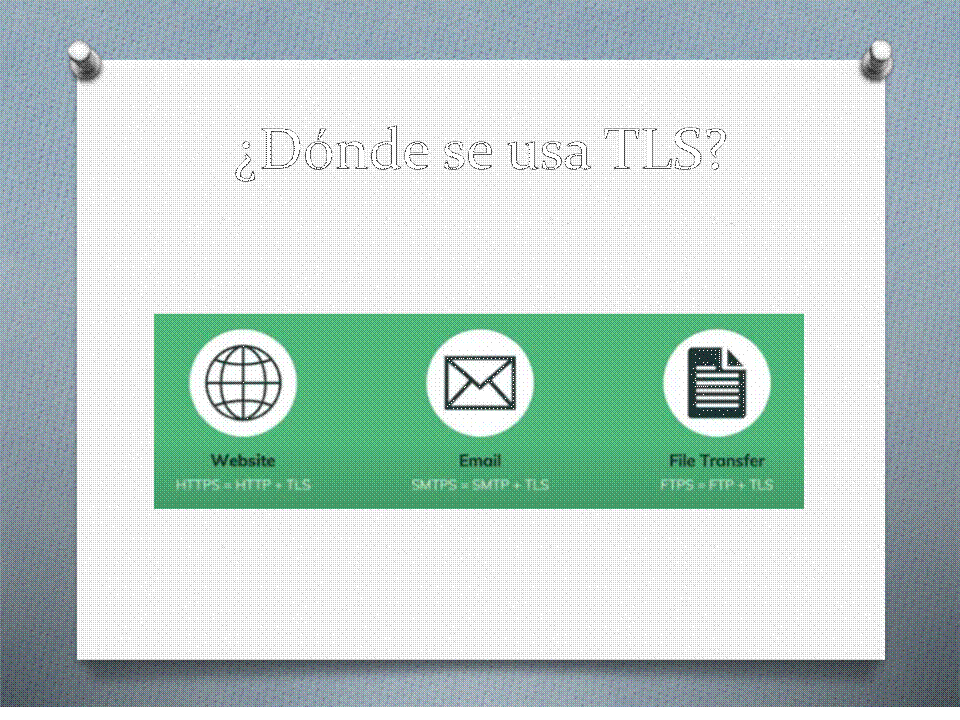 ¿Dónde se usa TLS?
Website
HTTPS = HTTP + TLS
Email
SMTPS = SMTP + TLS
File Transfer
FTPS = FTP + TLS